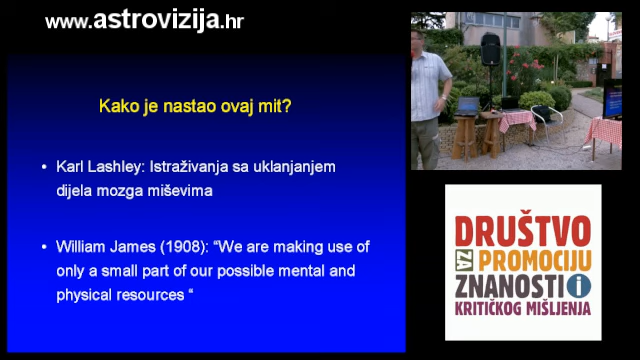 www.astrovizija.hr
Kako je nastao ovaj mit?
• Karl Lashley: Istraživanja sa uklanjanjem
dijela mozga miševima
• William James (1908): “We are making use of
only a small part of our possible mental and
physical resources “
DRUŠTVO
ZA PROMOCIJU
ZNANOSTI i
KRITIČKOG MIŠLJENJA